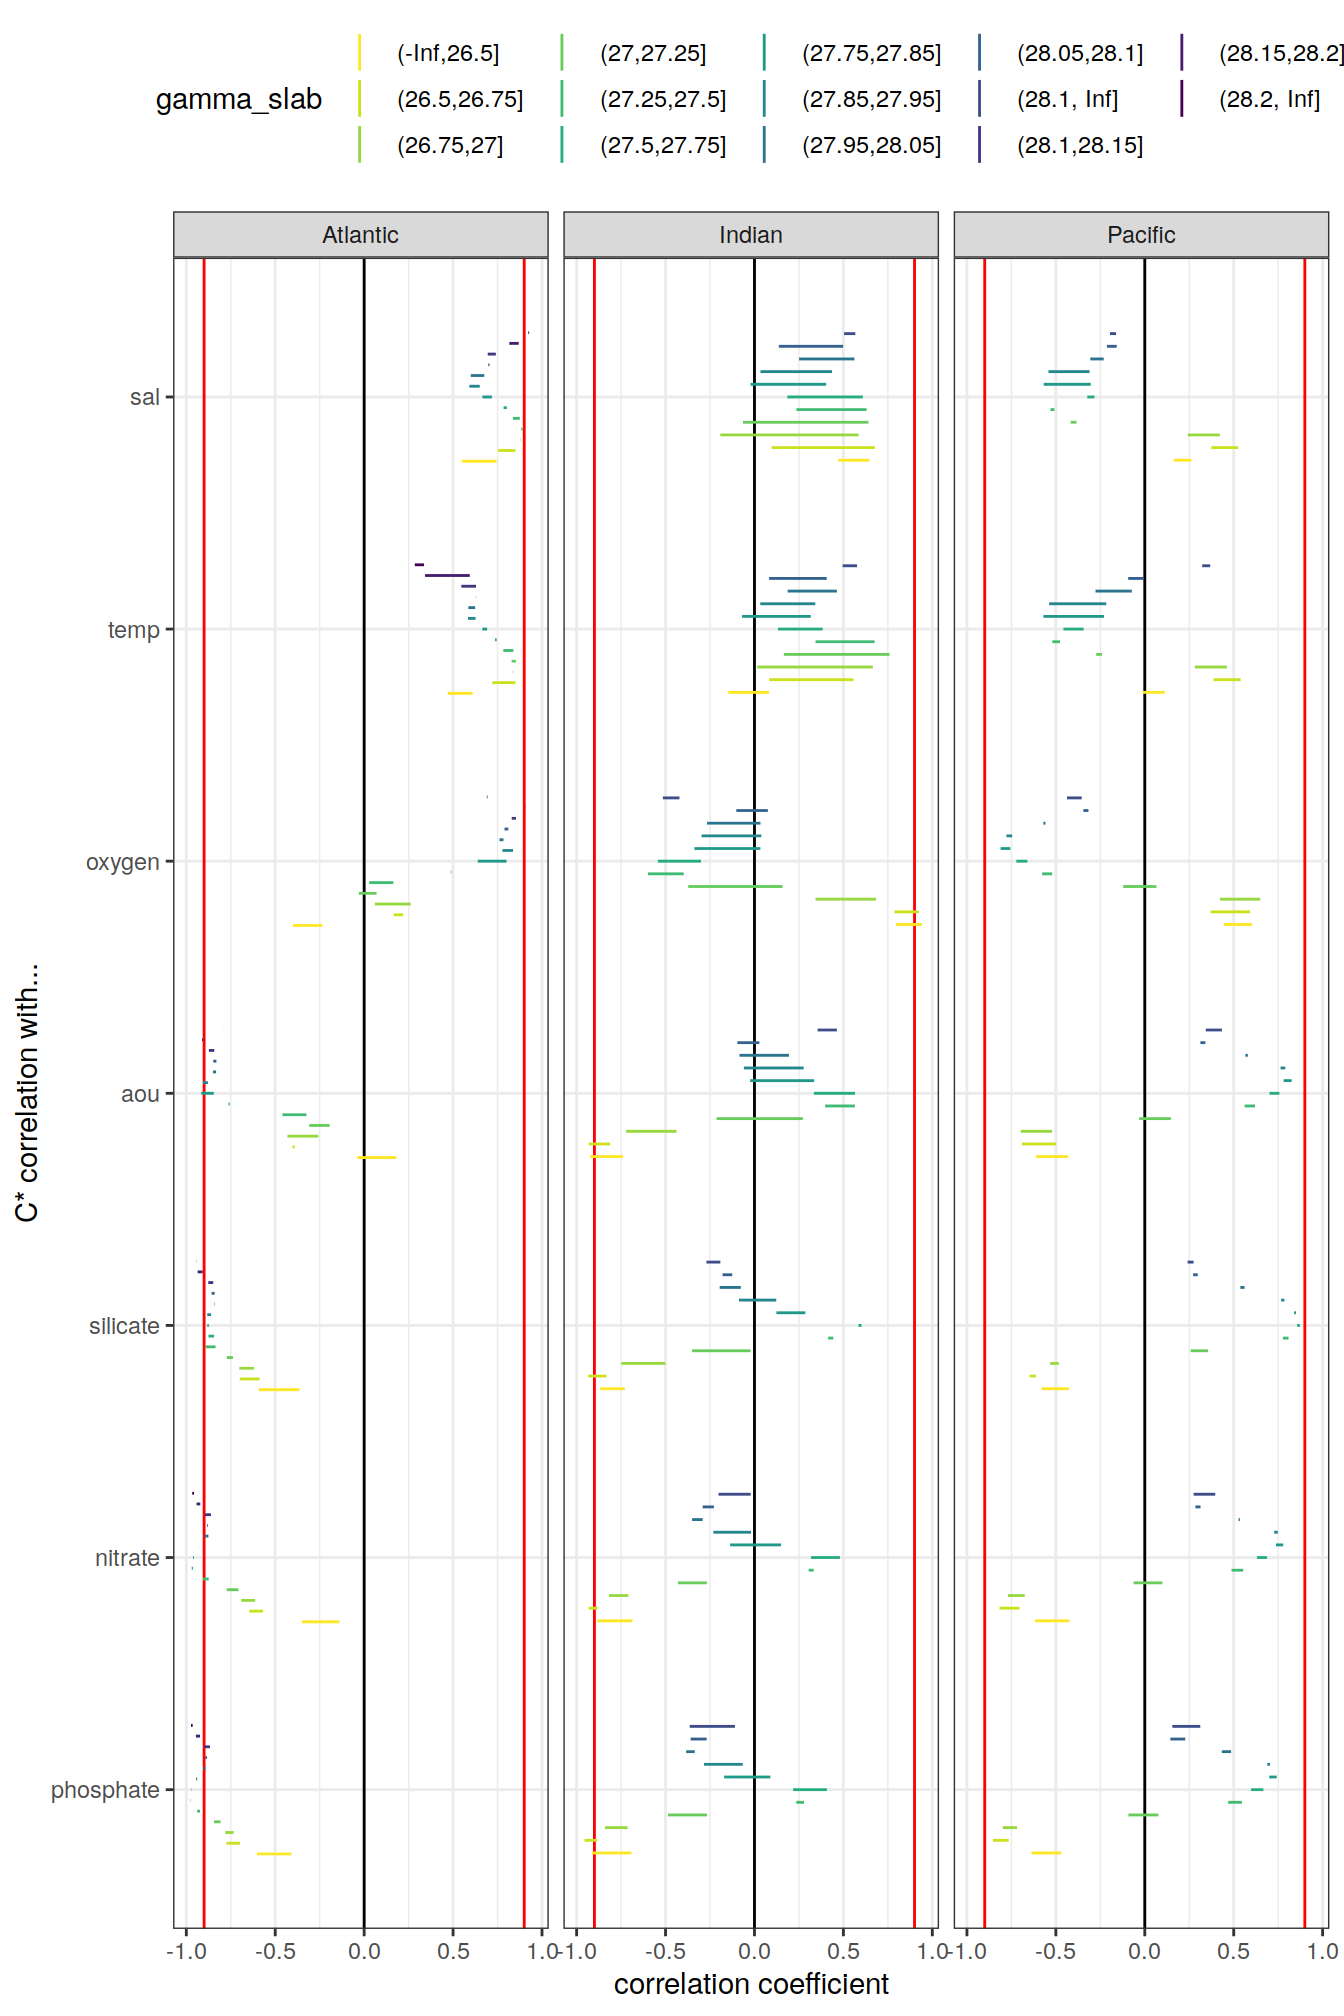 gamma_slab
(-Inf,26.5] (27,27.25] (27.75,27.85] (28.05,28.1] (28.15,28.2]
(26.5,26.75] (27.25,27.5] (27.85,27.95] (28.1, Inf] (28.2, Inf]
(26.75,27] (27.5,27.75] (27.95,28.05] (28.1,28.15]
Atlantic Indian Pacific
C* correlation with...
sal
temp
oxygen
aou
silicate
nitrate
phosphate
-1.0 -0.5 0.0 0.5 1.0 -1.0 -0.5 0.0 0.5 1.0 -1.0 -0.5 0.0 0.5 1.0
correlation coefficient